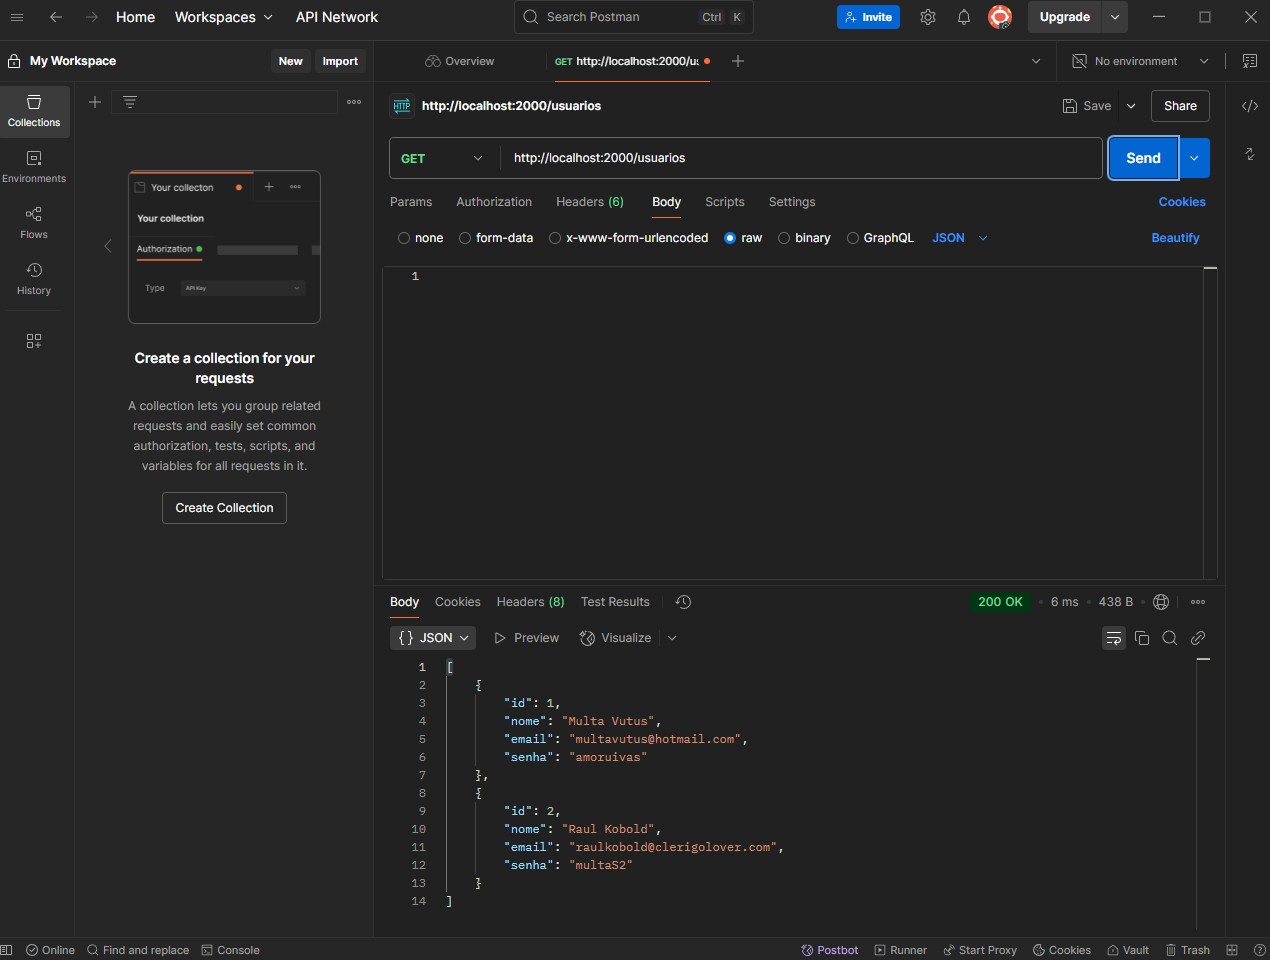 Home Workspaces API Network Search Postman Ctrl K Invite Upgrade
My Workspace New Import Overview GET http://localhost:2000/us No environment
Collections
Environments
Flows
History
Your collecton
Your collection
Authorization
Type API Key
Create a collection for your
requests
A collection lets you group related
requests and easily set common
authorization, tests, scripts, and
variables for all requests in it.
Create Collection
HTTP http://localhost:2000/usuarios Save Share
GET http://localhost:2000/usuarios Send
Params Authorization Headers (6) Body Scripts Settings Cookies
none form-data x-www-form-urlencoded raw binary GraphQL JSON Beautify
1
Body Cookies Headers (8) Test Results 200 OK • 6 ms • 438 B •
{} JSON Preview Visualize
1 [
2 {
3 "id": 1,
4 "nome": "Multa Vutus",
5 "email": "multavutus@hotmail.com",
6 "senha": "amoruivas"
7 },
8 {
9 "id": 2,
10 "nome": "Raul Kobold",
11 "email": "raulkobold@clerigolover.com",
12 "senha": "multaS2"
13 }
14 ]
Online Find and replace Console Postbot Runner Start Proxy Cookies Vault Trash